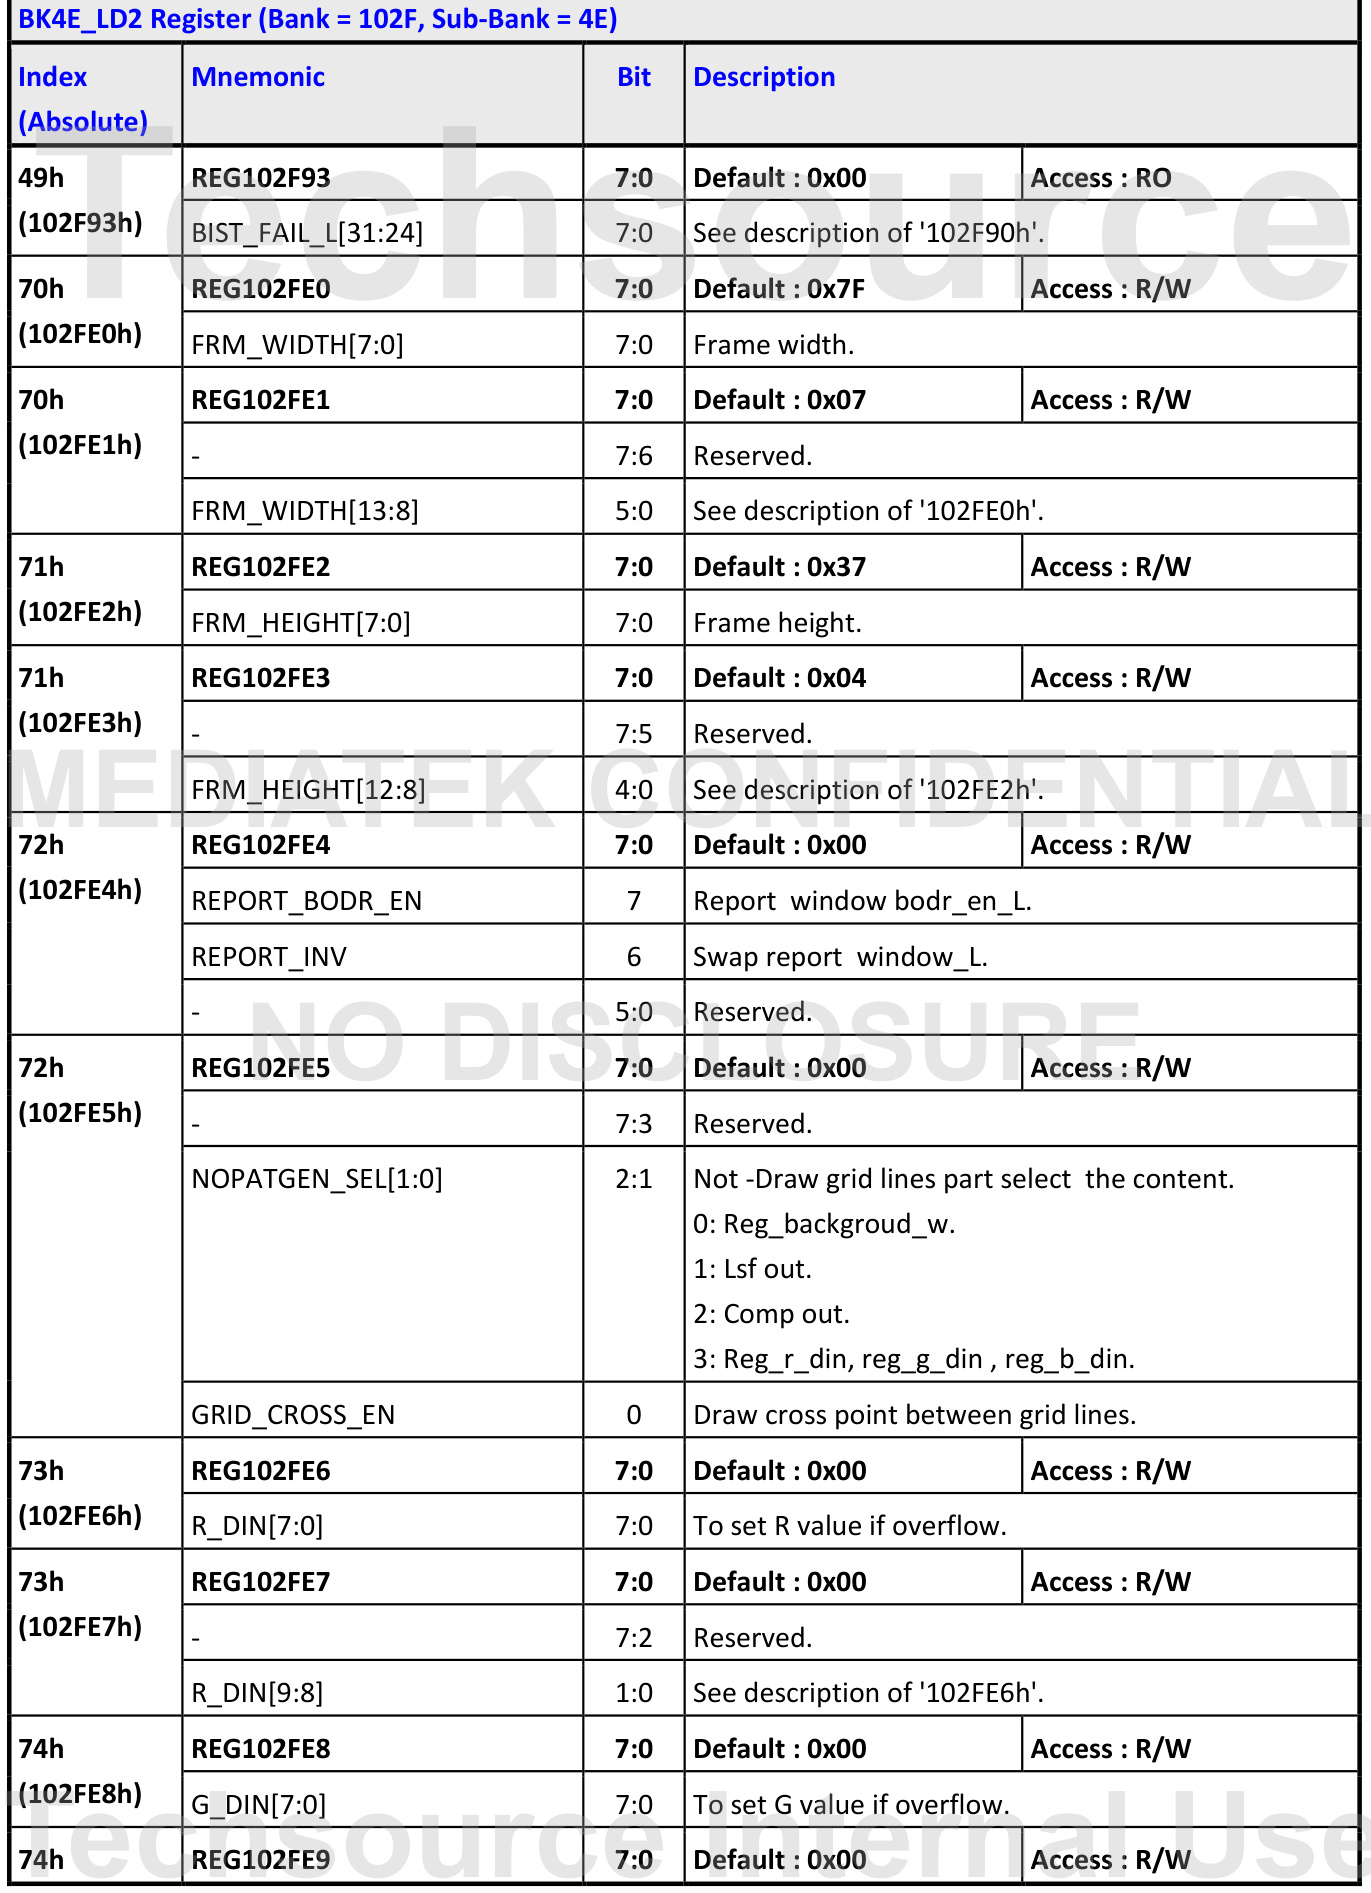 BK4E_LD2 Register (Bank = 102F, Sub-Bank = 4E)
Index Mnemonic Bit Description
(Absolute)
49h REG102F93 7:0 Default : 0x00 Access : RO
(102F93h) BIST_FAIL_L[31:24] 7:0 See description of '102F90h'.
70h REG102FE0 7:0 Default : 0x7F Access : R/W
(102FE0h) FRM_WIDTH[7:0] 7:0 Frame width.
70h REG102FE1 7:0 Default : 0x07 Access : R/W
(102FE1h) - 7:6 Reserved.
FRM_WIDTH[13:8] 5:0 See description of '102FE0h'.
71h REG102FE2 7:0 Default : 0x37 Access : R/W
(102FE2h) FRM_HEIGHT[7:0] 7:0 Frame height.
71h REG102FE3 7:0 Default : 0x04 Access : R/W
(102FE3h) - 7:5 Reserved.
FRM_HEIGHT[12:8] 4:0 See description of '102FE2h'.
72h REG102FE4 7:0 Default : 0x00 Access : R/W
(102FE4h) REPORT_BODR_EN 7 Report  window bodr_en_L.
REPORT_INV 6 Swap report  window_L.
- 5:0 Reserved.
72h REG102FE5 7:0 Default : 0x00 Access : R/W
(102FE5h) - 7:3 Reserved.
NOPATGEN_SEL[1:0] 2:1 Not -Draw grid lines part select  the content.
0: Reg_backgroud_w.
1: Lsf out.
2: Comp out.
3: Reg_r_din, reg_g_din , reg_b_din.
GRID_CROSS_EN 0 Draw cross point between grid lines.
73h REG102FE6 7:0 Default : 0x00 Access : R/W
(102FE6h) R_DIN[7:0] 7:0 To set R value if overflow.
73h REG102FE7 7:0 Default : 0x00 Access : R/W
(102FE7h) - 7:2 Reserved.
R_DIN[9:8] 1:0 See description of '102FE6h'.
74h REG102FE8 7:0 Default : 0x00 Access : R/W
(102FE8h) G_DIN[7:0] 7:0 To set G value if overflow.
74h REG102FE9 7:0 Default : 0x00 Access : R/W
Techsource
MEDIATEK CONFIDENTIAL
NO DISCLOSURE
Techsource Internal Use